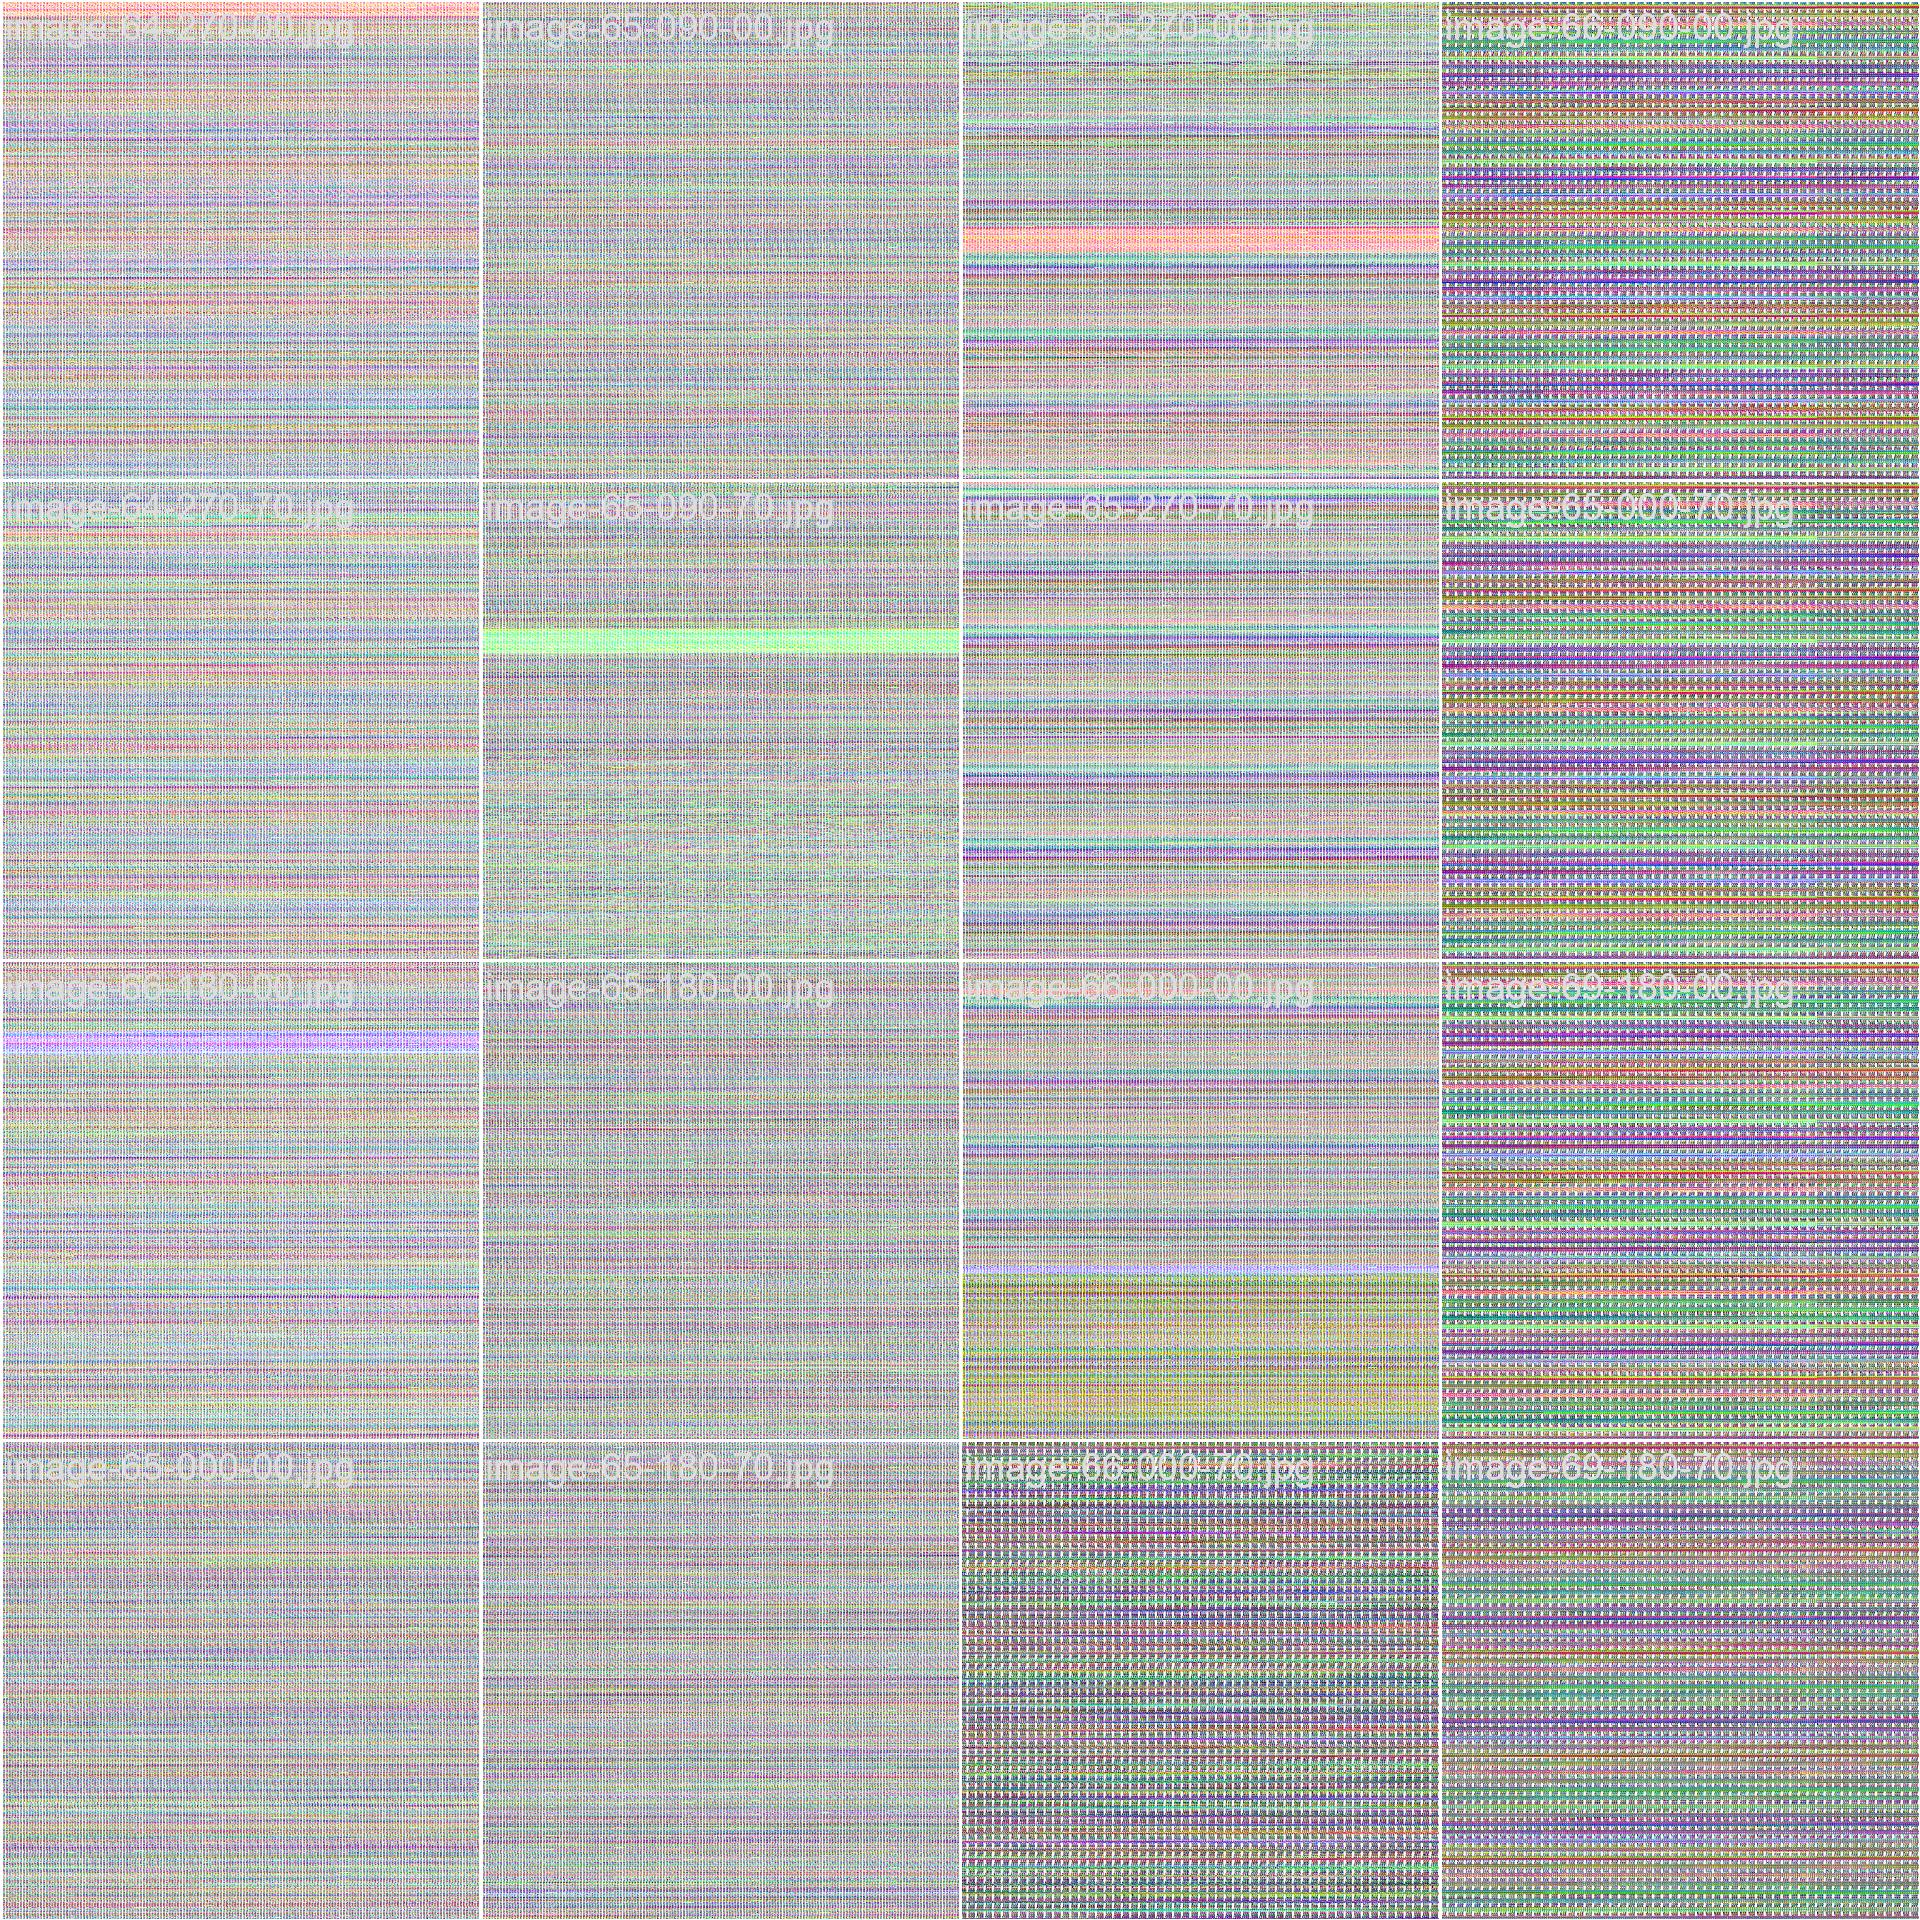 image-64-270-00.jpg
image-65-090-00.jpg
image-65-270-00.jpg
image-66-090-00.jpg
image-64-270-70.jpg
image-65-090-70.jpg
image-65-270-70.jpg
image-65-000-70.jpg
image-66-180-00.jpg
image-65-180-00.jpg
image-66-000-00.jpg
image-69-180-00.jpg
image-65-000-00.jpg
image-65-180-70.jpg
image-66-000-70.jpg
image-69-180-70.jpg